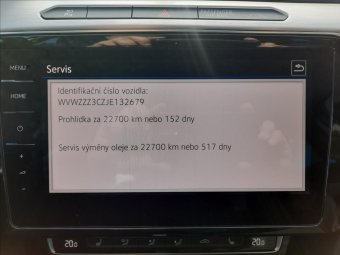 MENU
Servis
HOME
Identifikační číslo vozidla:
WVWZZZ3CZJE132679
Prohlídka za 22700 km nebo 152 dny
Servis výměny oleje za 22700 km nebo 517 dny
20.0
20.0